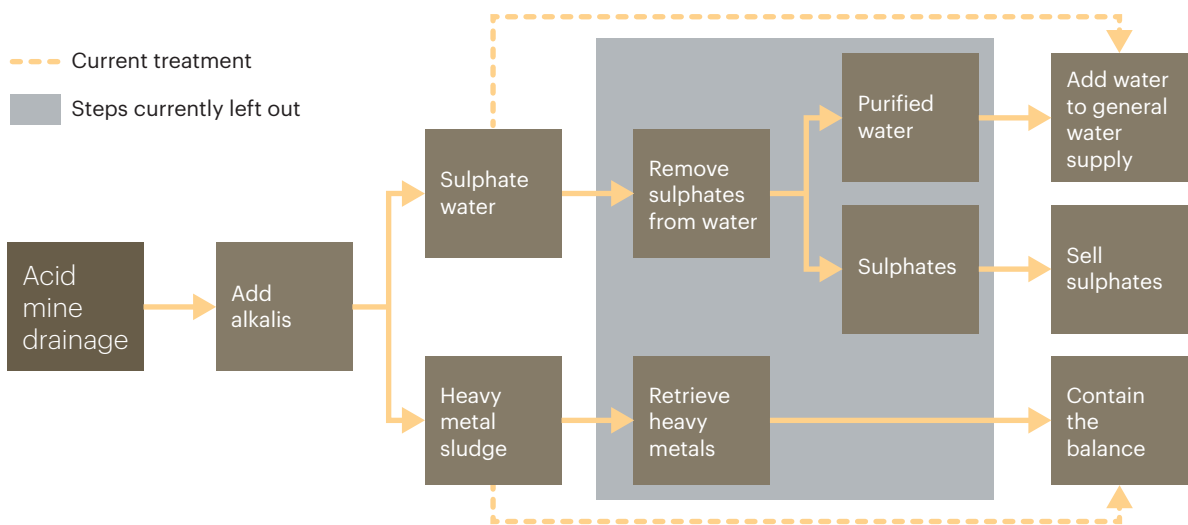 Current treatment
Steps currently left out
Acid
mine
drainage
Add
alkalis
Sulphate
water
Heavy
metal
sludge
Remove
sulphates
from water
Retrieve
heavy
metals
Purified
water
Sulphates
Add water
to general
water
supply
Sell
sulphates
Contain
the
balance